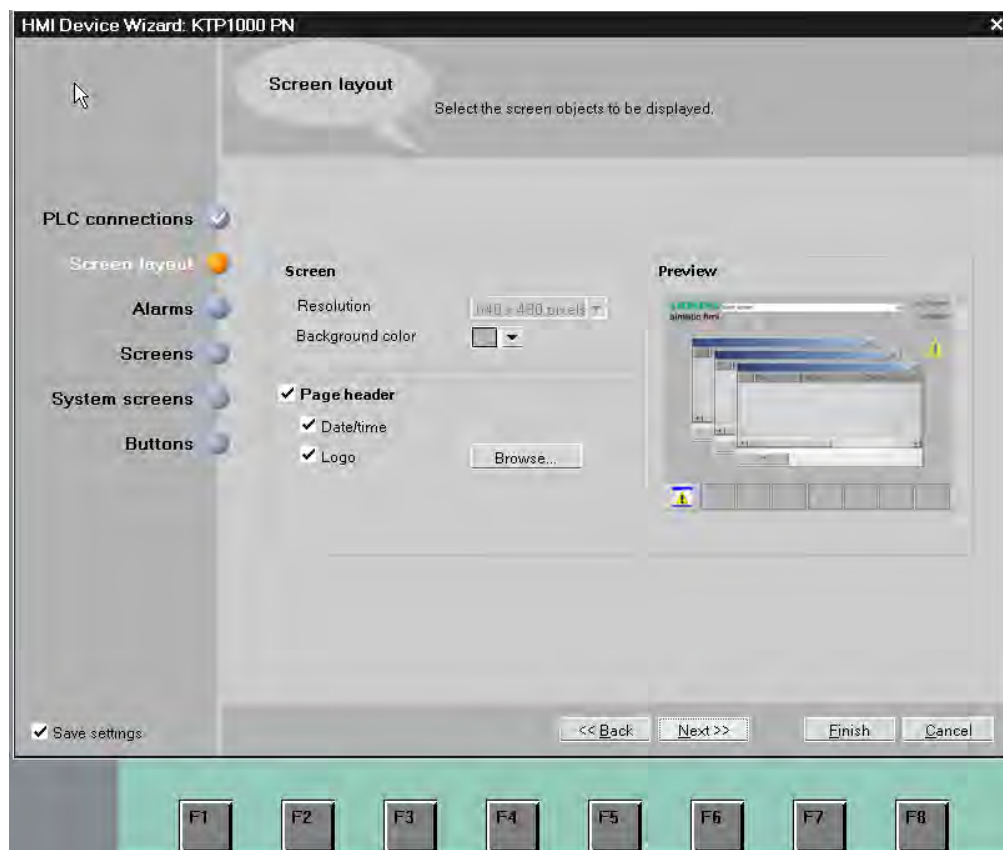 HMI Device Wizard: KTP1000 PN
Screen layout
Select the screen objects to be displayed.
PLC connections
Screen layout
Alarms
Screens
System screens
Buttons
Screen
Resolution
640 x 480 pixels
Background color
Page header
Date/time
Logo
Browse...
Preview
simatic hmi
Save settings
<< Back
Next >>
Finish
Cancel
F1
F2
F3
F4
F5
F6
F7
F8